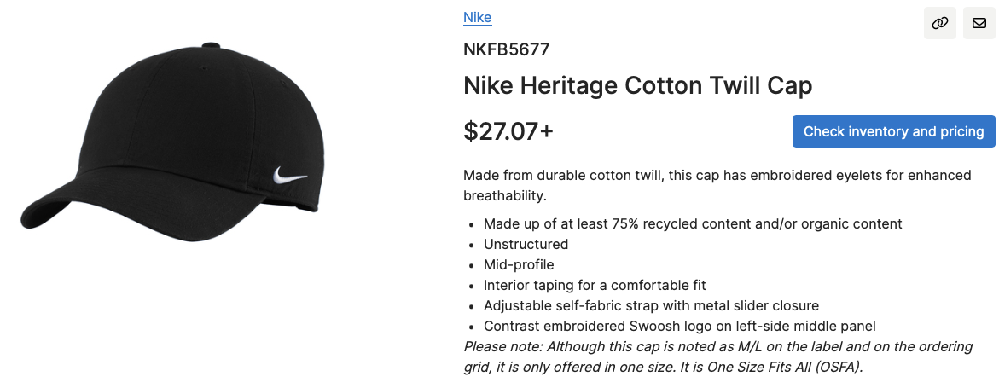 Nike
NKFB5677
Nike Heritage Cotton Twill Cap
$27.07+
Check inventory and pricing
Made from durable cotton twill, this cap has embroidered eyelets for enhanced
breathability.
• Made up of at least 75% recycled content and/or organic content
• Unstructured
• Mid-profile
• Interior taping for a comfortable fit
• Adjustable self-fabric strap with metal slider closure
• Contrast embroidered Swoosh logo on left-side middle panel
Please note: Although this cap is noted as M/L on the label and on the ordering
grid, it is only offered in one size. It is One Size Fits All (OSFA).